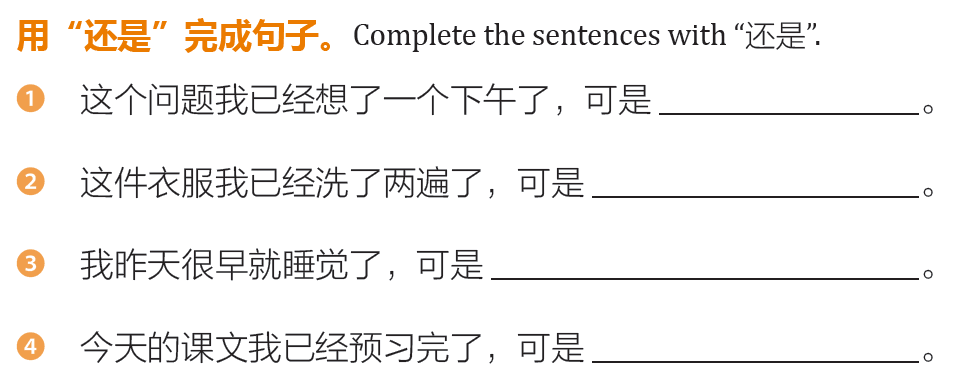 用“还是”完成句子。Complete the sentences with “还是”.
1 这个问题我已经想了一个下午了，可是____________。
2 这件衣服我已经洗了两遍了，可是____________。
3 我昨天很早就睡觉了，可是____________。
4 今天的课文我已经预习完了，可是____________。